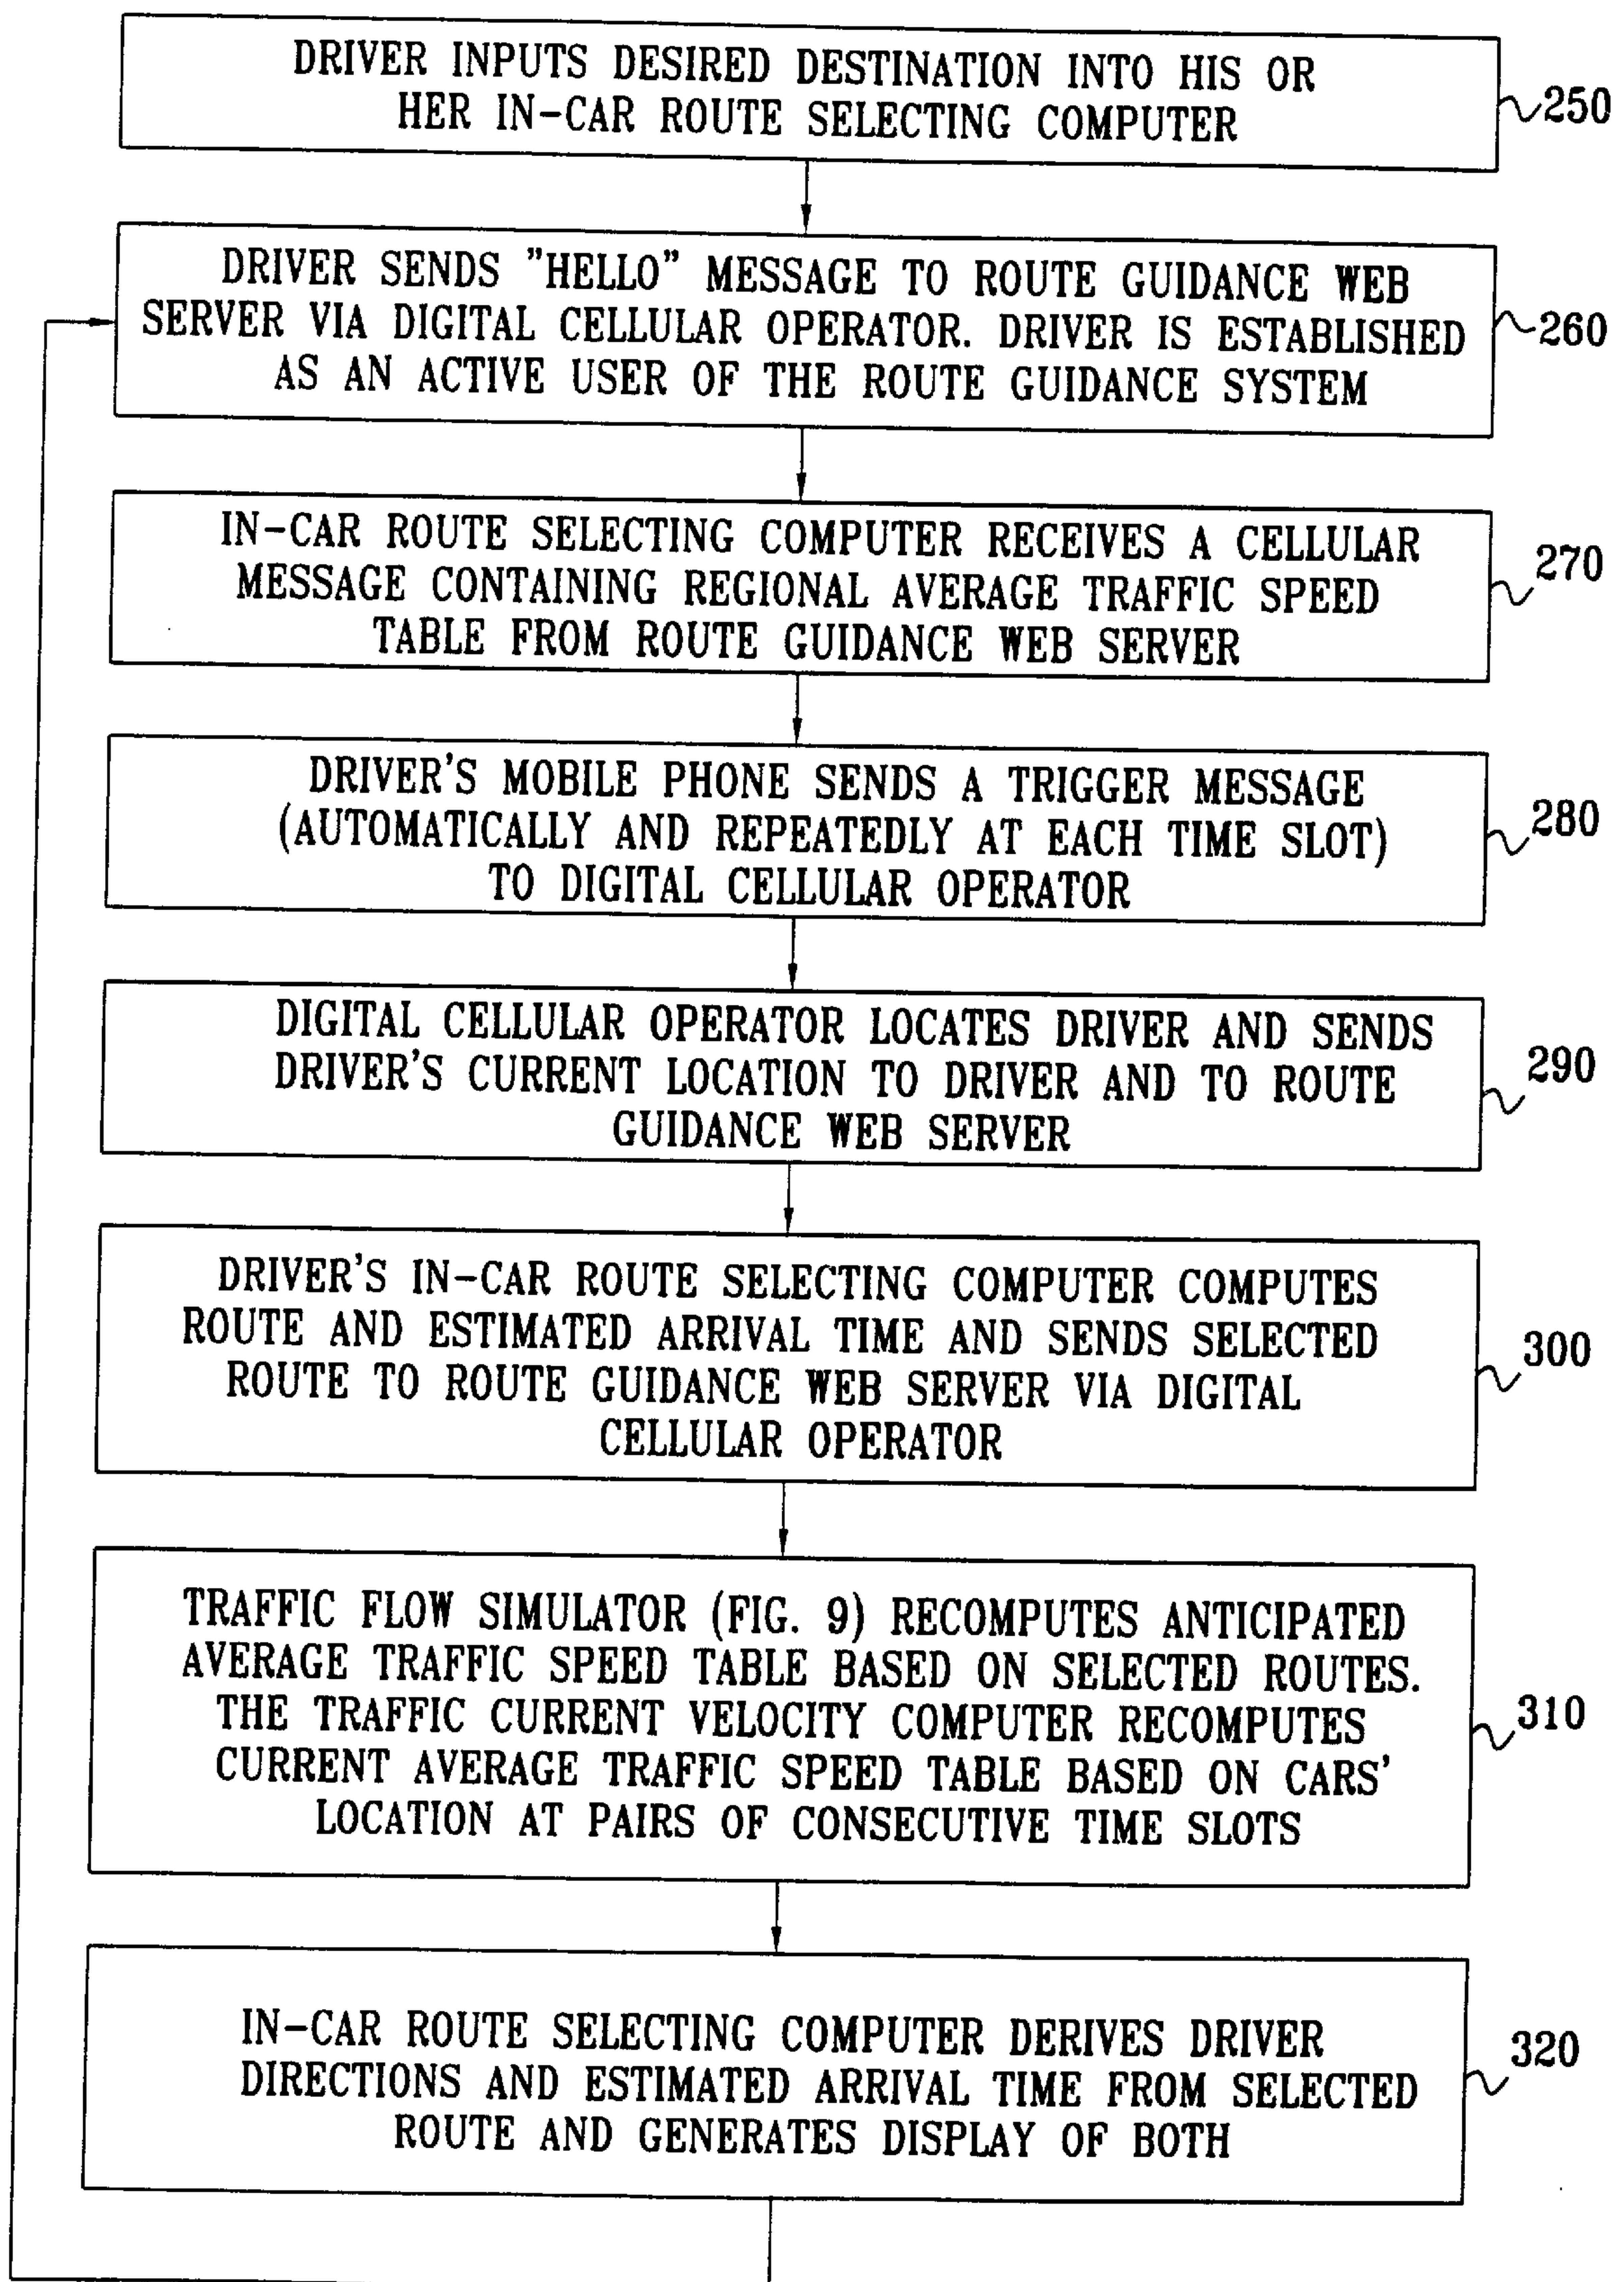 DRIVER INPUTS DESIRED DESTINATION INTO HIS OR
HER IN-CAR ROUTE SELECTING COMPUTER
250
DRIVER SENDS "HELLO" MESSAGE TO ROUTE GUIDANCE WEB
SERVER VIA DIGITAL CELLULAR OPERATOR. DRIVER IS ESTABLISHED
AS AN ACTIVE USER OF THE ROUTE GUIDANCE SYSTEM
260
IN-CAR ROUTE SELECTING COMPUTER RECEIVES A CELLULAR
MESSAGE CONTAINING REGIONAL AVERAGE TRAFFIC SPEED
TABLE FROM ROUTE GUIDANCE WEB SERVER
270
DRIVER'S MOBILE PHONE SENDS A TRIGGER MESSAGE
(AUTOMATICALLY AND REPEATEDLY AT EACH TIME SLOT)
TO DIGITAL CELLULAR OPERATOR
280
DIGITAL CELLULAR OPERATOR LOCATES DRIVER AND SENDS
DRIVER'S CURRENT LOCATION TO DRIVER AND TO ROUTE
GUIDANCE WEB SERVER
290
DRIVER'S IN-CAR ROUTE SELECTING COMPUTER COMPUTES
ROUTE AND ESTIMATED ARRIVAL TIME AND SENDS SELECTED
ROUTE TO ROUTE GUIDANCE WEB SERVER VIA DIGITAL
CELLULAR OPERATOR
300
TRAFFIC FLOW SIMULATOR (FIG. 9) RECOMPUTES ANTICIPATED
AVERAGE TRAFFIC SPEED TABLE BASED ON SELECTED ROUTES.
THE TRAFFIC CURRENT VELOCITY COMPUTER RECOMPUTES
CURRENT AVERAGE TRAFFIC SPEED TABLE BASED ON CARS'
LOCATION AT PAIRS OF CONSECUTIVE TIME SLOTS
310
IN-CAR ROUTE SELECTING COMPUTER DERIVES DRIVER
DIRECTIONS AND ESTIMATED ARRIVAL TIME FROM SELECTED
ROUTE AND GENERATES DISPLAY OF BOTH
320